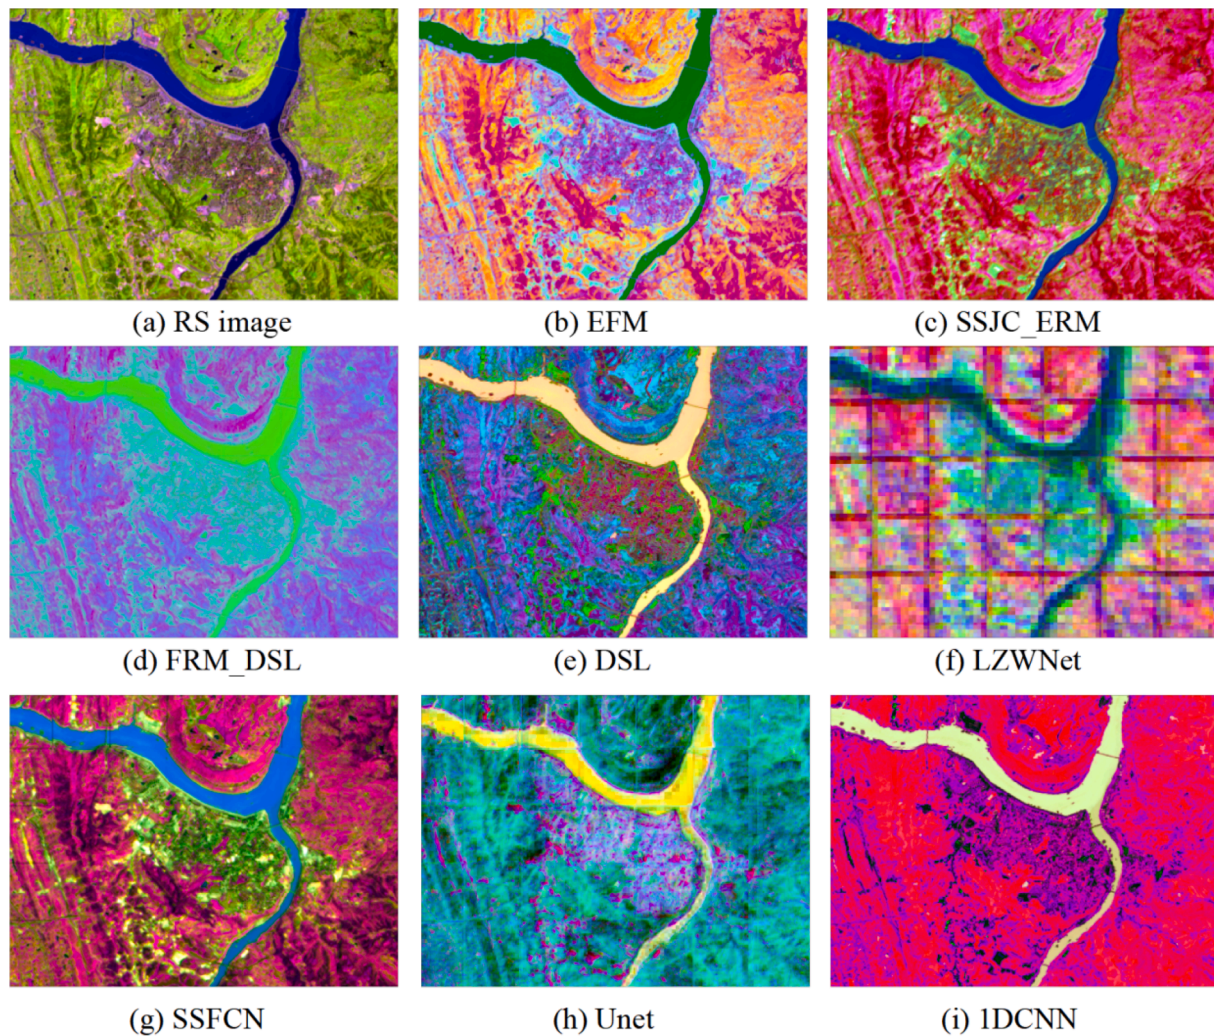 (a) RS image
(b) EFM
(c) SSJC_ERM
(d) FRM_DSL
(e) DSL
(f) LZWNet
(g) SSFCN
(h) Unet
(i) 1DCNN